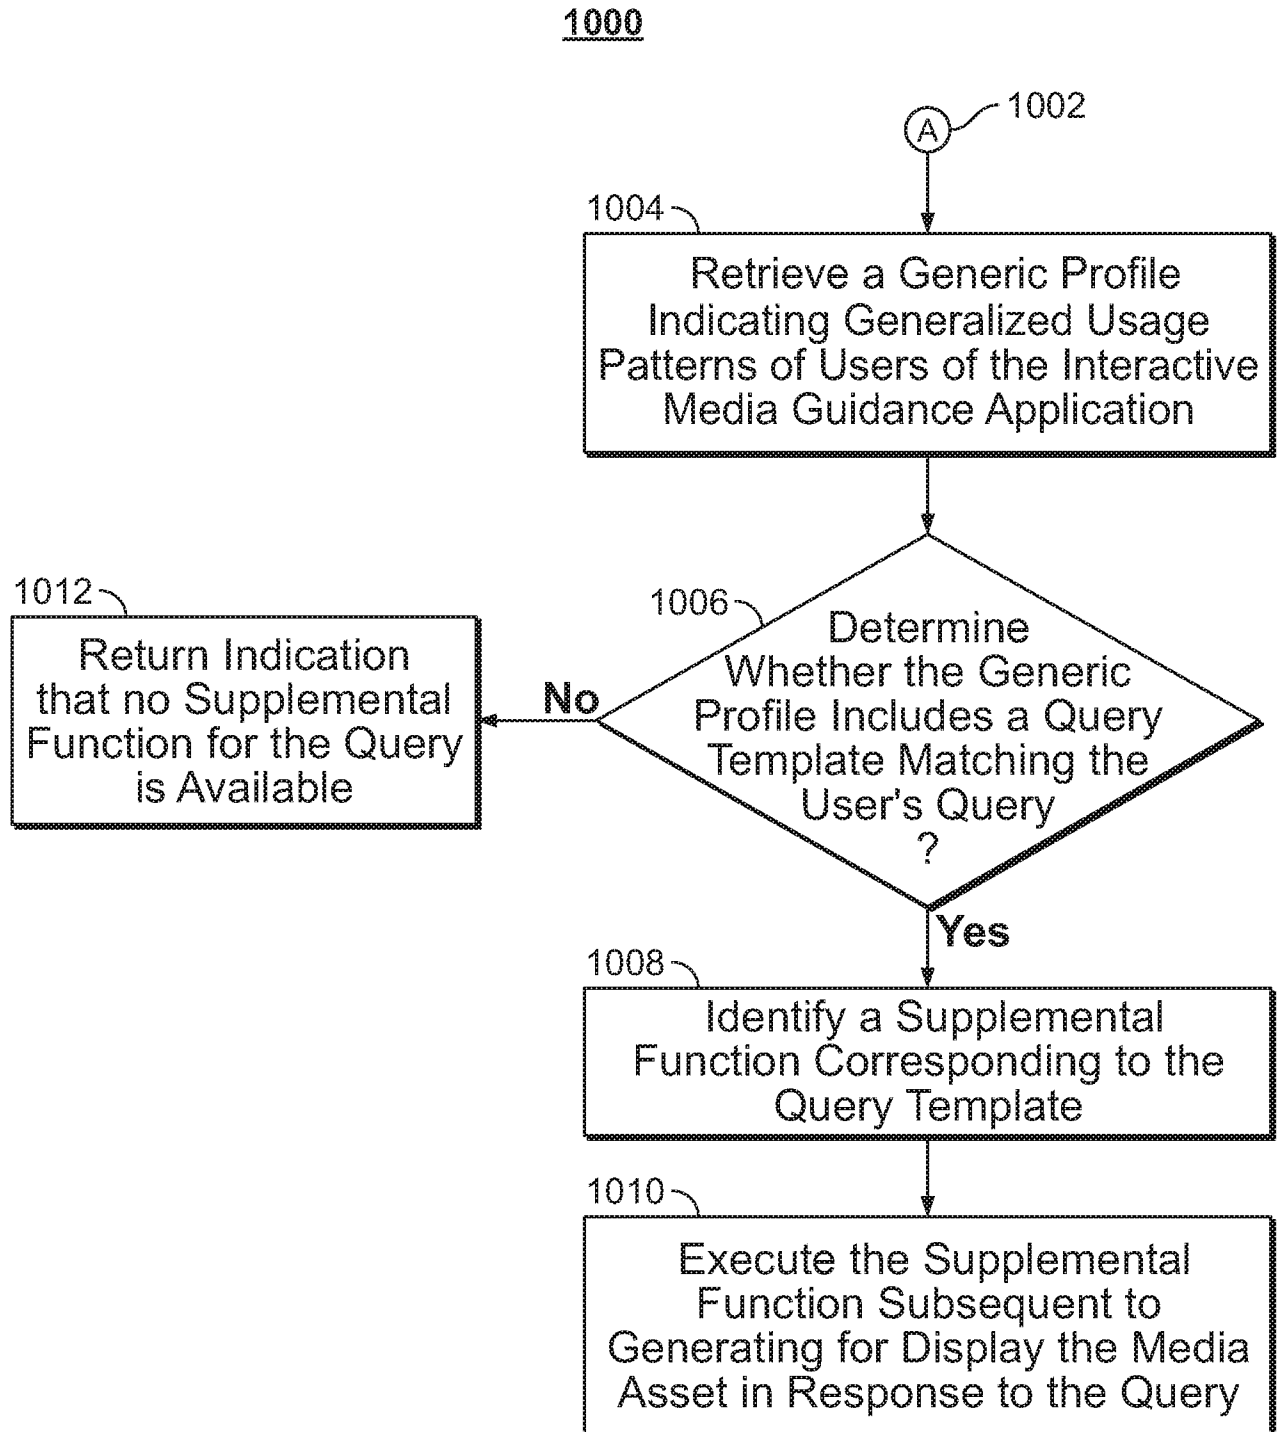 1000
A
1002
1004
Retrieve a Generic Profile
Indicating Generalized Usage
Patterns of Users of the Interactive
Media Guidance Application
1006
Determine
Whether the Generic
Profile Includes a Query
Template Matching the
User's Query
?
No
1012
Return Indication
that no Supplemental
Function for the Query
is Available
Yes
1008
Identify a Supplemental
Function Corresponding to the
Query Template
1010
Execute the Supplemental
Function Subsequent to
Generating for Display the Media
Asset in Response to the Query